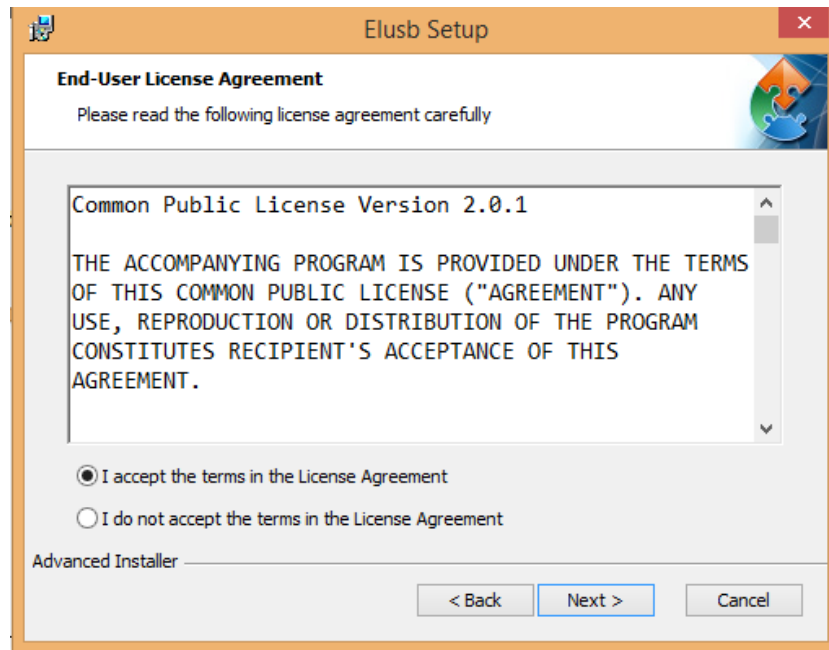 Elusb Setup
End-User License Agreement
Please read the following license agreement carefully
Common Public License Version 2.0.1
THE ACCOMPANYING PROGRAM IS PROVIDED UNDER THE TERMS
OF THIS COMMON PUBLIC LICENSE ("AGREEMENT"). ANY
USE, REPRODUCTION OR DISTRIBUTION OF THE PROGRAM
CONSTITUTES RECIPIENT'S ACCEPTANCE OF THIS
AGREEMENT.
I accept the terms in the License Agreement
I do not accept the terms in the License Agreement
Advanced Installer
< Back Next > Cancel